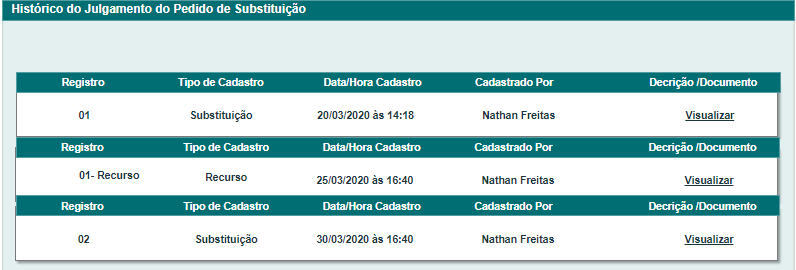 Histórico do Julgamento do Pedido de Substituição
Registro Tipo de Cadastro Data/Hora Cadastro Cadastrado Por Decrição /Documento
01 Substituição 20/03/2020 às 14:18 Nathan Freitas Visualizar
Registro Tipo de Cadastro Data/Hora Cadastro Cadastrado Por Decrição /Documento
01- Recurso Recurso 25/03/2020 às 16:40 Nathan Freitas Visualizar
Registro Tipo de Cadastro Data/Hora Cadastro Cadastrado Por Decrição /Documento
02 Substituição 30/03/2020 às 16:40 Nathan Freitas Visualizar